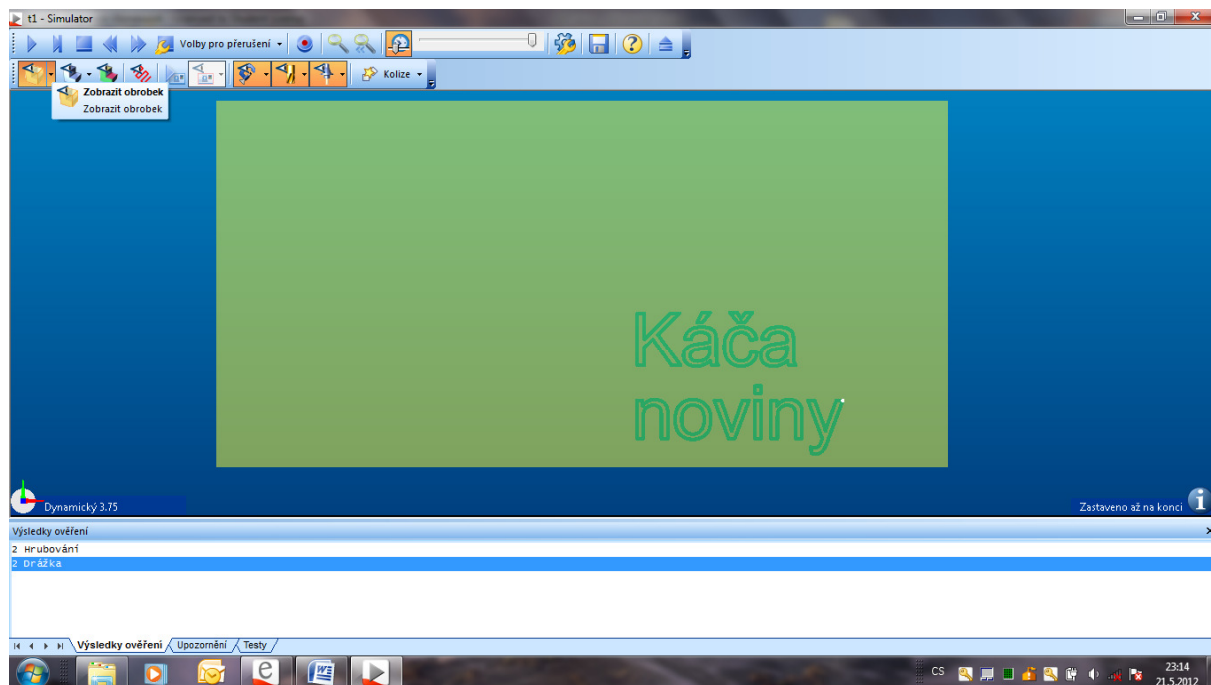 t1 - Simulator
Volby pro přerušení
Kolize
Zobrazit obrobek
Zobrazit obrobek
Káča
noviny
Dynamický 3.75
Zastaveno až na konci
Výsledky ověření
2 Hrubování
2 Drážka
Výsledky ověření
Upozornění
Testy
CS
23:14
21.5.2012